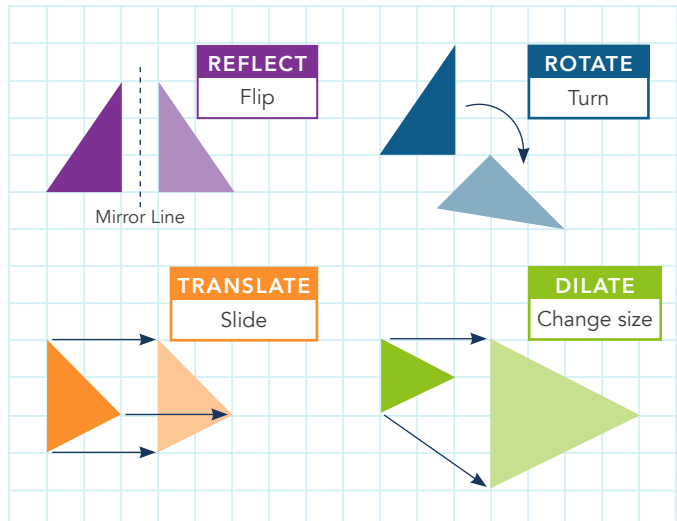 REFLECT
Flip
Mirror Line
ROTATE
Turn
TRANSLATE
Slide
DILATE
Change size